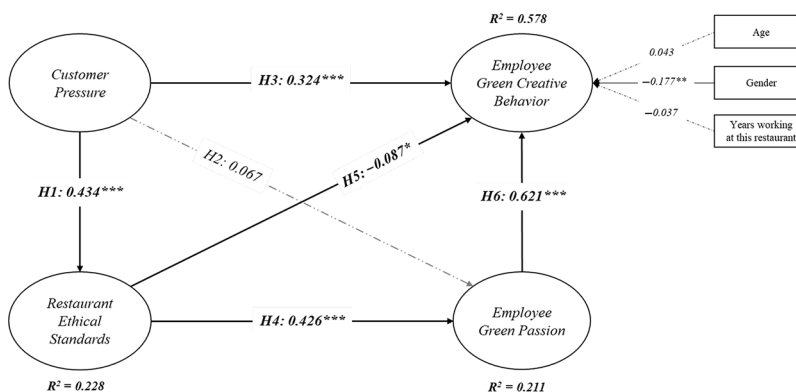 R² = 0.578
Age
0.043
Customer
Pressure
H3: 0.324***
Employee
Green Creative
Behavior
−0.177**
Gender
−0.037
Years working
at this restaurant
H2: 0.067
H5: −0.087*
H1: 0.434***
H6: 0.621***
Restaurant
Ethical
Standards
H4: 0.426***
Employee
Green Passion
R² = 0.228
R² = 0.211